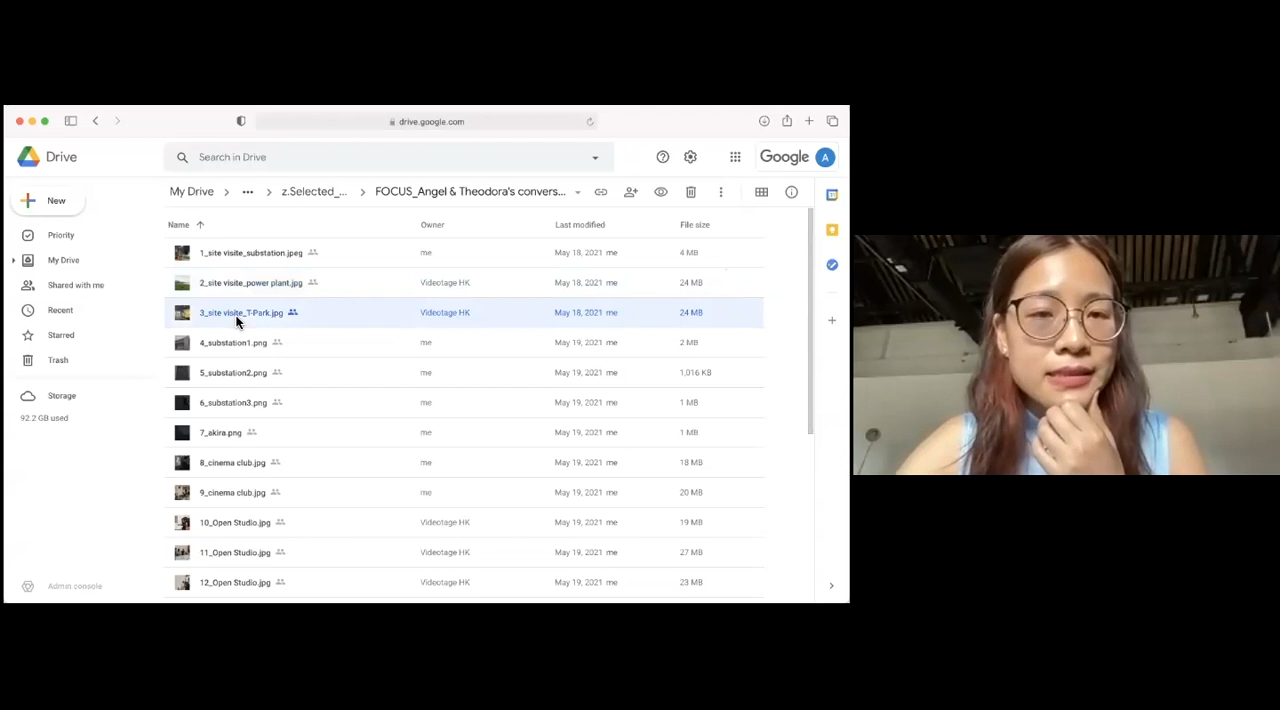 drive.google.com
Drive
Search in Drive
Google A
New
My Drive > ... > z.Selected_... > FOCUS_Angel & Theodora's convers...
Name Owner Last modified File size
Priority
My Drive
Shared with me
Recent
Starred
Trash
Storage
92.2 GB used
Admin console
1_site visite_substation.jpeg me May 18, 2021 me 4 MB
2_site visite_power plant.jpg Videotage HK May 18, 2021 me 24 MB
3_site visite_T-Park.jpg Videotage HK May 18, 2021 me 24 MB
4_substation1.png me May 19, 2021 me 2 MB
5_substation2.png me May 19, 2021 me 1,016 KB
6_substation3.png me May 19, 2021 me 1 MB
7_akira.png me May 19, 2021 me 1 MB
8_cinema club.jpg me May 19, 2021 me 18 MB
9_cinema club.jpg me May 19, 2021 me 20 MB
10_Open Studio.jpg Videotage HK May 19, 2021 me 19 MB
11_Open Studio.jpg Videotage HK May 19, 2021 me 27 MB
12_Open Studio.jpg Videotage HK May 19, 2021 me 23 MB